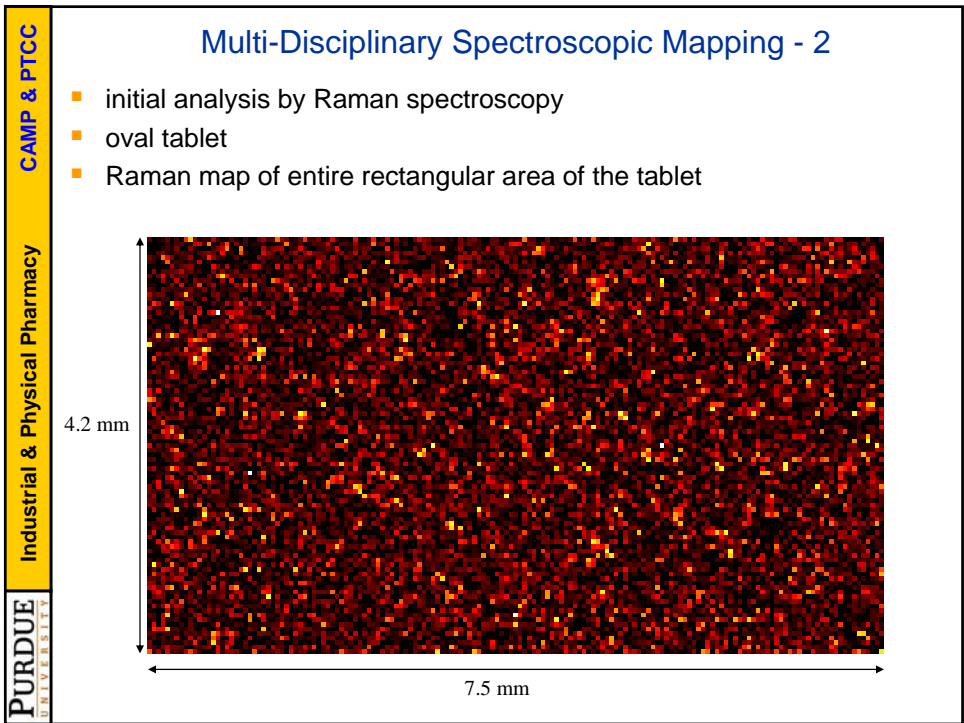 Multi-Disciplinary Spectroscopic Mapping - 2
initial analysis by Raman spectroscopy
oval tablet
Raman map of entire rectangular area of the tablet
4.2 mm
7.5 mm
Industrial & Physical Pharmacy CAMP & PTCC
PURDUE
UNIVERSITY